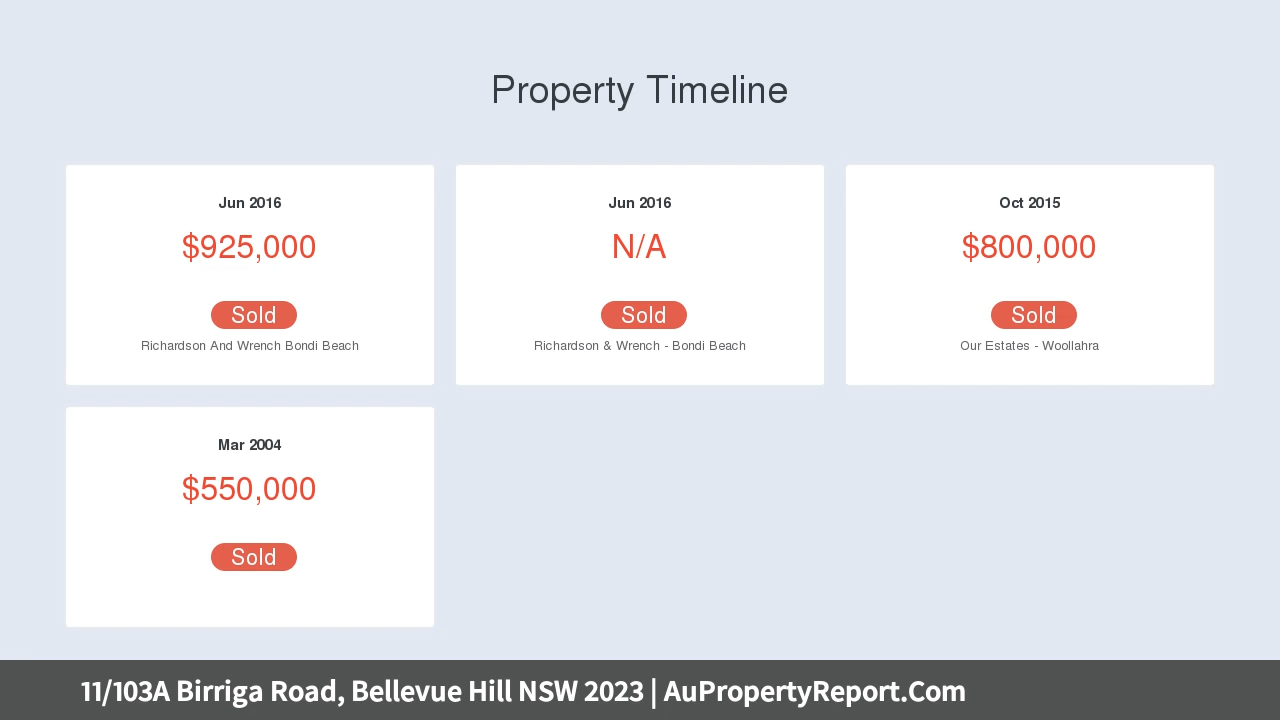 Property Timeline
Jun 2016
$925,000
Sold
Richardson And Wrench Bondi Beach
Jun 2016
N/A
Sold
Richardson & Wrench - Bondi Beach
Oct 2015
$800,000
Sold
Our Estates - Woollahra
Mar 2004
$550,000
Sold
11/103A Birriga Road, Bellevue Hill NSW 2023 | AuPropertyReport.Com